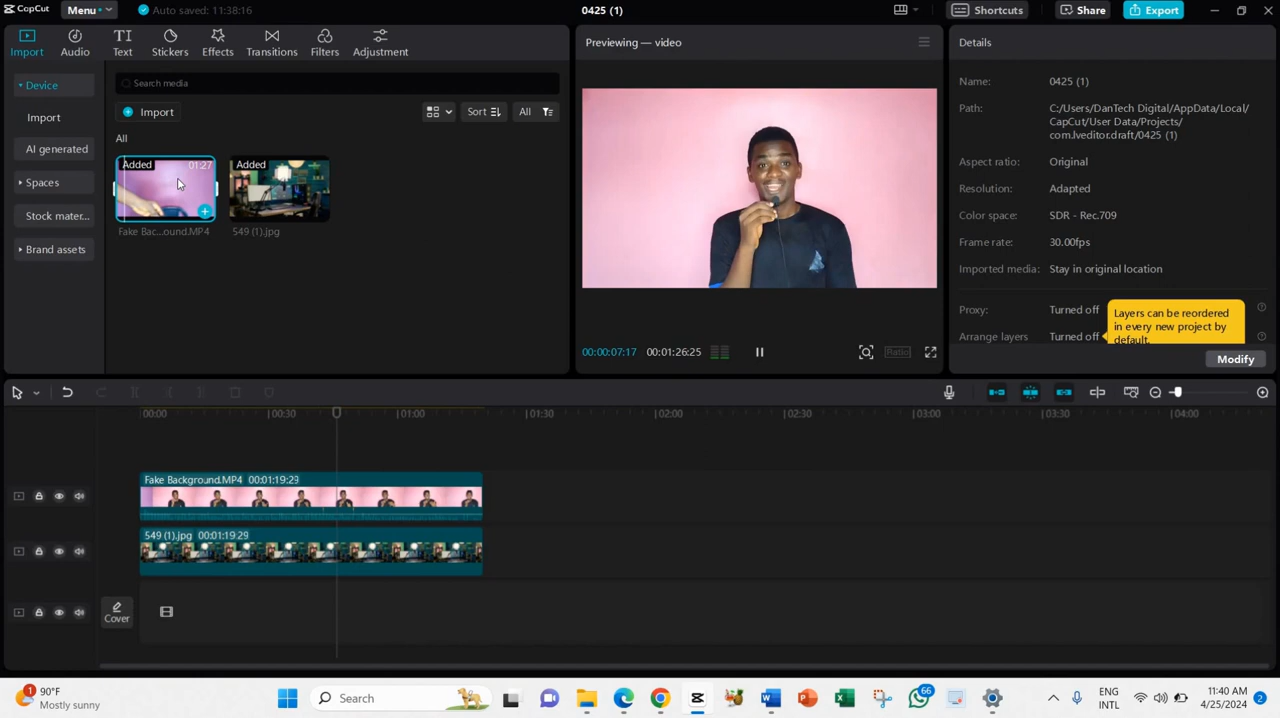 CapCut
Menu
Auto saved: 11:38:16
0425 (1)
Shortcuts
Share
Export
Import
Audio
Text
Stickers
Effects
Transitions
Filters
Adjustment
Device
Import
AI generated
Spaces
Stock mater...
Brand assets
Search media
Import
Sort
All
All
Added
01:27
Fake Bac...ound.MP4
Added
549 (1).jpg
Previewing — video
00:00:07:17
00:01:26:25
Ratio
Details
Name:
0425 (1)
Path:
C:/Users/DanTech Digital/AppData/Local/
CapCut/User Data/Projects/
com.lveditor.draft/0425 (1)
Aspect ratio:
Original
Resolution:
Adapted
Color space:
SDR - Rec.709
Frame rate:
30.00fps
Imported media:
Stay in original location
Proxy:
Turned off
Arrange layers
Turned off
Layers can be reordered
in every new project by
default.
Modify
00:00
00:30
01:00
01:30
02:00
02:30
03:00
03:30
04:00
Fake Background.MP4 00:01:19:29
549 (1).jpg 00:01:19:29
Cover
1
90°F
Mostly sunny
Search
66
ENG
INTL
11:40 AM
4/25/2024
2